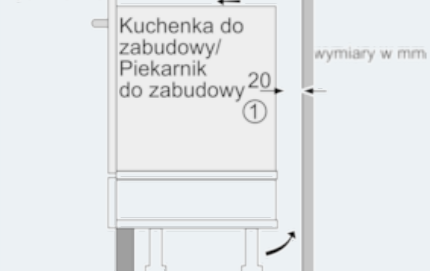 Kuchenka do
zabudowy/
Piekarnik
do zabudowy
20
1
wymiary w mm